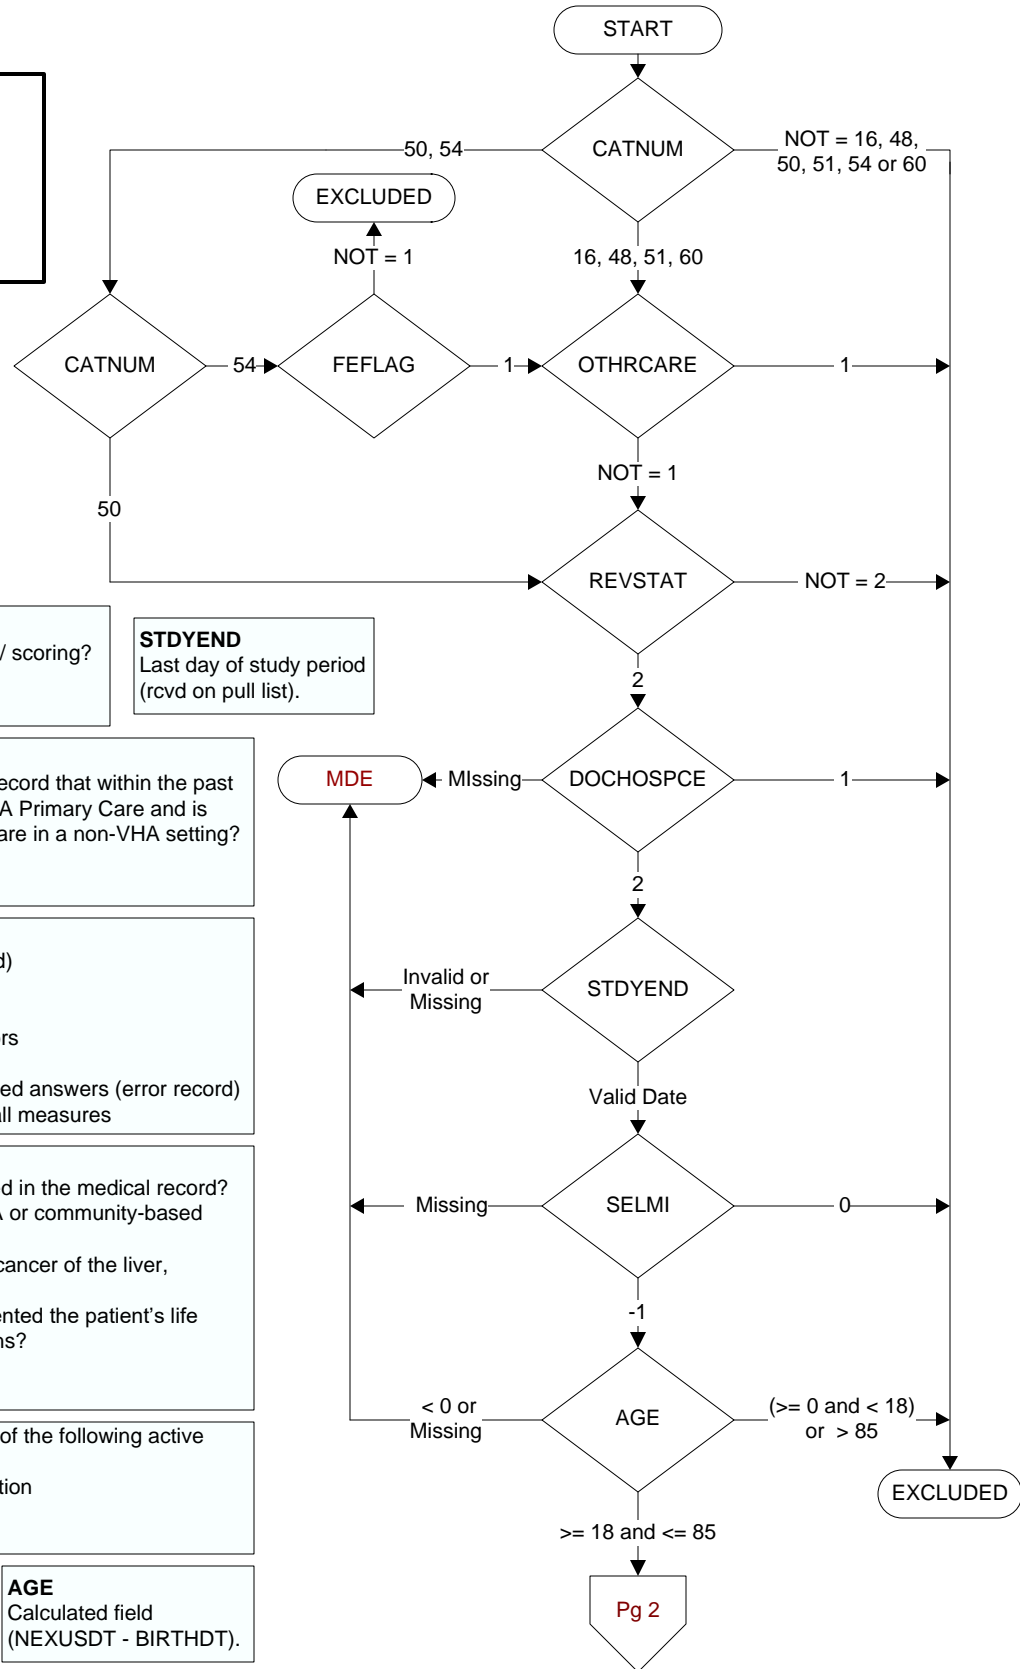 START
CATNUM
50, 54
NOT = 16, 48,
50, 51, 54 or 60
EXCLUDED
NOT = 1
16, 48, 51, 60
CATNUM
54
FEFLAG
1
OTHRCARE
1
NOT = 1
50
REVSTAT
NOT = 2
/ scoring?
STDYEND
Last day of study period
(rcvd on pull list).
2
ecord that within the past
A Primary Care and is
are in a non-VHA setting?
MDE
MIssing
DOCHOSPCE
1
2
d)
rs
ed answers (error record)
all measures
Invalid or
Missing
STDYEND
Valid Date
ed in the medical record?
A or community-based
cancer of the liver,
ented the patient's life
ns?
Missing
SELMI
0
-1
< 0 or
Missing
AGE
(>= 0 and < 18)
or > 85
of the following active
tion
EXCLUDED
>= 18 and <= 85
AGE
Calculated field
(NEXUSDT - BIRTHDT).
Pg 2